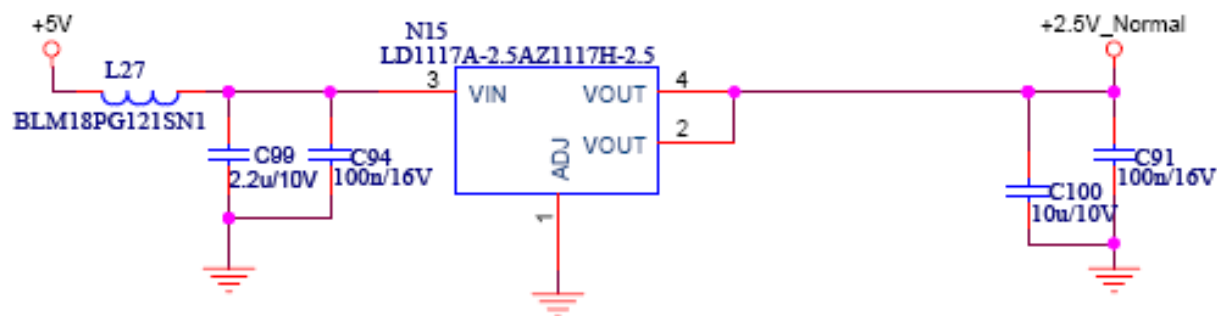 +5V
L27
BLM18PG121SN1
C99
2.2u/10V
C94
100n/16V
N15
LD1117A-2.5AZ1117H-2.5
3
VIN
VOUT
4
VOUT
2
ADJ
1
+2.5V_Normal
C100
10u/10V
C91
100n/16V